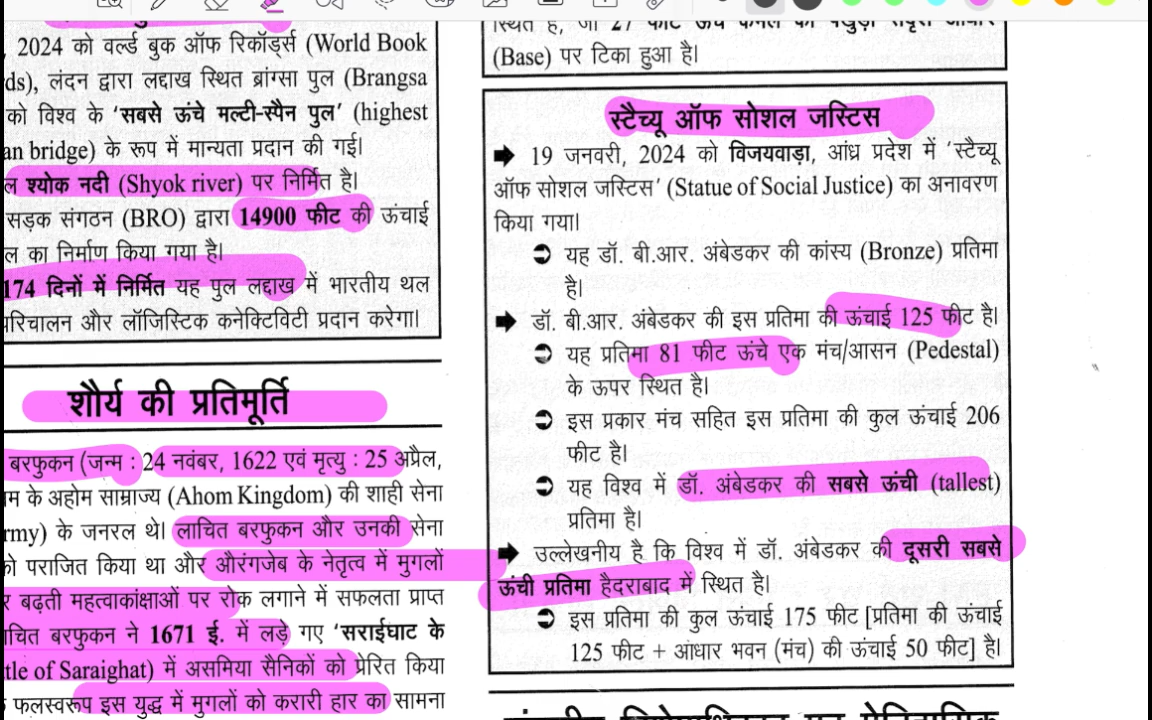 , 2024 को वर्ल्ड बुक ऑफ रिकॉर्ड्स (World Book
rds), लंदन द्वारा लद्दाख स्थित ब्रांग्सा पुल (Brangsa
को विश्व के ‘सबसे ऊंचे मल्टी-स्पैन पुल’ (highest
an bridge) के रूप में मान्यता प्रदान की गई।
ल श्योक नदी (Shyok river) पर निर्मित है।
सड़क संगठन (BRO) द्वारा 14900 फीट की ऊंचाई
ल का निर्माण किया गया है।
174 दिनों में निर्मित यह पुल लद्दाख में भारतीय थल
परिचालन और लॉजिस्टिक कनेक्टिविटी प्रदान करेगा।
शौर्य की प्रतिमूर्ति
बरफुकन (जन्म : 24 नवंबर, 1622 एवं मृत्यु : 25 अप्रैल,
म के अहोम साम्राज्य (Ahom Kingdom) की शाही सेना
rmy) के जनरल थे। लाचित बरफुकन और उनकी सेना
को पराजित किया था और औरंगजेब के नेतृत्व में मुगलों
र बढ़ती महत्वाकांक्षाओं पर रोक लगाने में सफलता प्राप्त
ाचित बरफुकन ने 1671 ई. में लड़े गए ‘सराईघाट के
ttle of Saraighat) में असमिया सैनिकों को प्रेरित किया
फलस्वरूप इस युद्ध में मुगलों को करारी हार का सामना
स्थित है, जो 27 फीट ऊंचे कमल की पंखुड़ी सदृश आधार
(Base) पर टिका हुआ है।
स्टैच्यू ऑफ सोशल जस्टिस
➡ 19 जनवरी, 2024 को विजयवाड़ा, आंध्र प्रदेश में ‘स्टैच्यू
ऑफ सोशल जस्टिस’ (Statue of Social Justice) का अनावरण
किया गया।
➲ यह डॉ. बी.आर. अंबेडकर की कांस्य (Bronze) प्रतिमा
है।
➡ डॉ. बी.आर. अंबेडकर की इस प्रतिमा की ऊंचाई 125 फीट है।
➲ यह प्रतिमा 81 फीट ऊंचे एक मंच/आसन (Pedestal)
के ऊपर स्थित है।
➲ इस प्रकार मंच सहित इस प्रतिमा की कुल ऊंचाई 206
फीट है।
➲ यह विश्व में डॉ. अंबेडकर की सबसे ऊंची (tallest)
प्रतिमा है।
➡ उल्लेखनीय है कि विश्व में डॉ. अंबेडकर की दूसरी सबसे
ऊंची प्रतिमा हैदराबाद में स्थित है।
➲ इस प्रतिमा की कुल ऊंचाई 175 फीट [प्रतिमा की ऊंचाई
125 फीट + आधार भवन (मंच) की ऊंचाई 50 फीट] है।